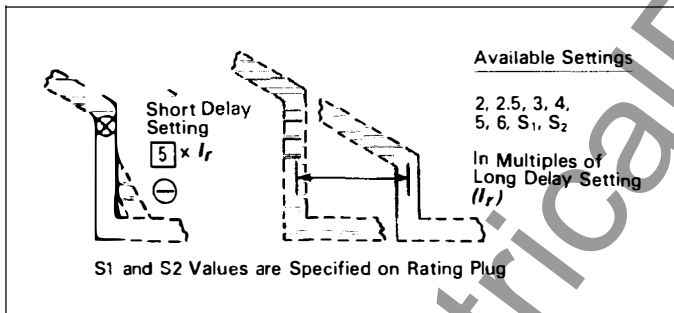 Short Delay
Setting
5 x Ir
Available Settings
2, 2.5, 3, 4,
5, 6, S1, S2
In Multiples of
Long Delay Setting
(Ir)
S1 and S2 Values are Specified on Rating Plug
trical